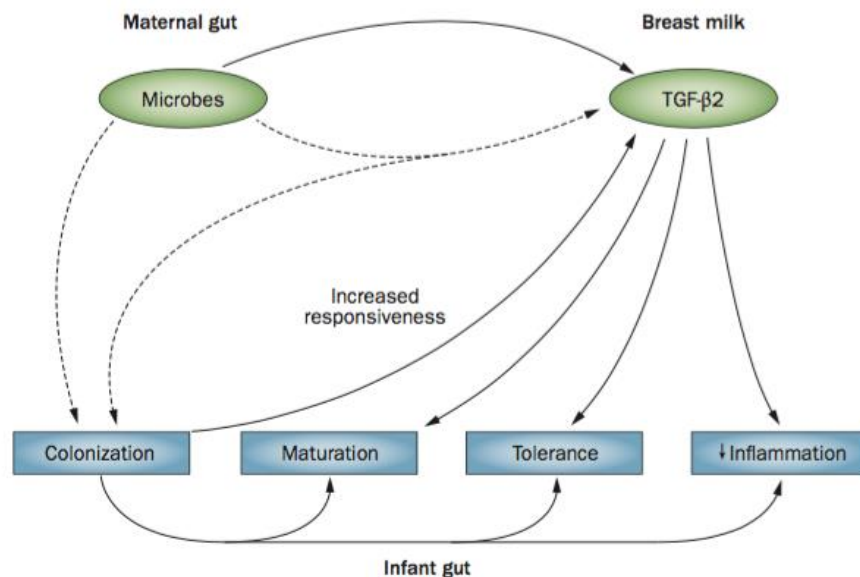 Maternal gut
Breast milk
Microbes
TGF-β2
Increased
responsiveness
Colonization
Maturation
Tolerance
↓Inflammation
Infant gut